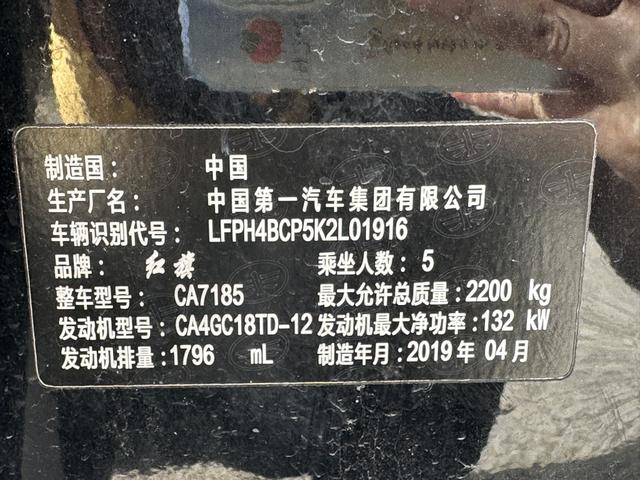 制造国： 中国
生产厂名： 中国第一汽车集团有限公司
车辆识别代号： LFPH4BCP5K2L01916
品牌： 红旗 乘坐人数： 5
整车型号： CA7185 最大允许总质量：2200 kg
发动机型号：CA4GC18TD-12 发动机最大净功率：132 kW
发动机排量：1796 mL 制造年月：2019年 04月